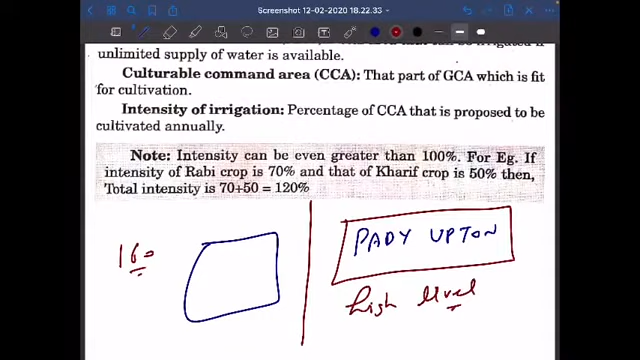 Screenshot 12-02-2020 18.22.33
unlimited supply of water is available.
Culturable command area (CCA): That part of GCA which is fit
for cultivation.
Intensity of irrigation: Percentage of CCA that is proposed to be
cultivated annually.
Note: Intensity can be even greater than 100%. For Eg. If
intensity of Rabi crop is 70% and that of Kharif crop is 50% then,
Total intensity is 70+50 = 120%
160
PADY UPTON
high level